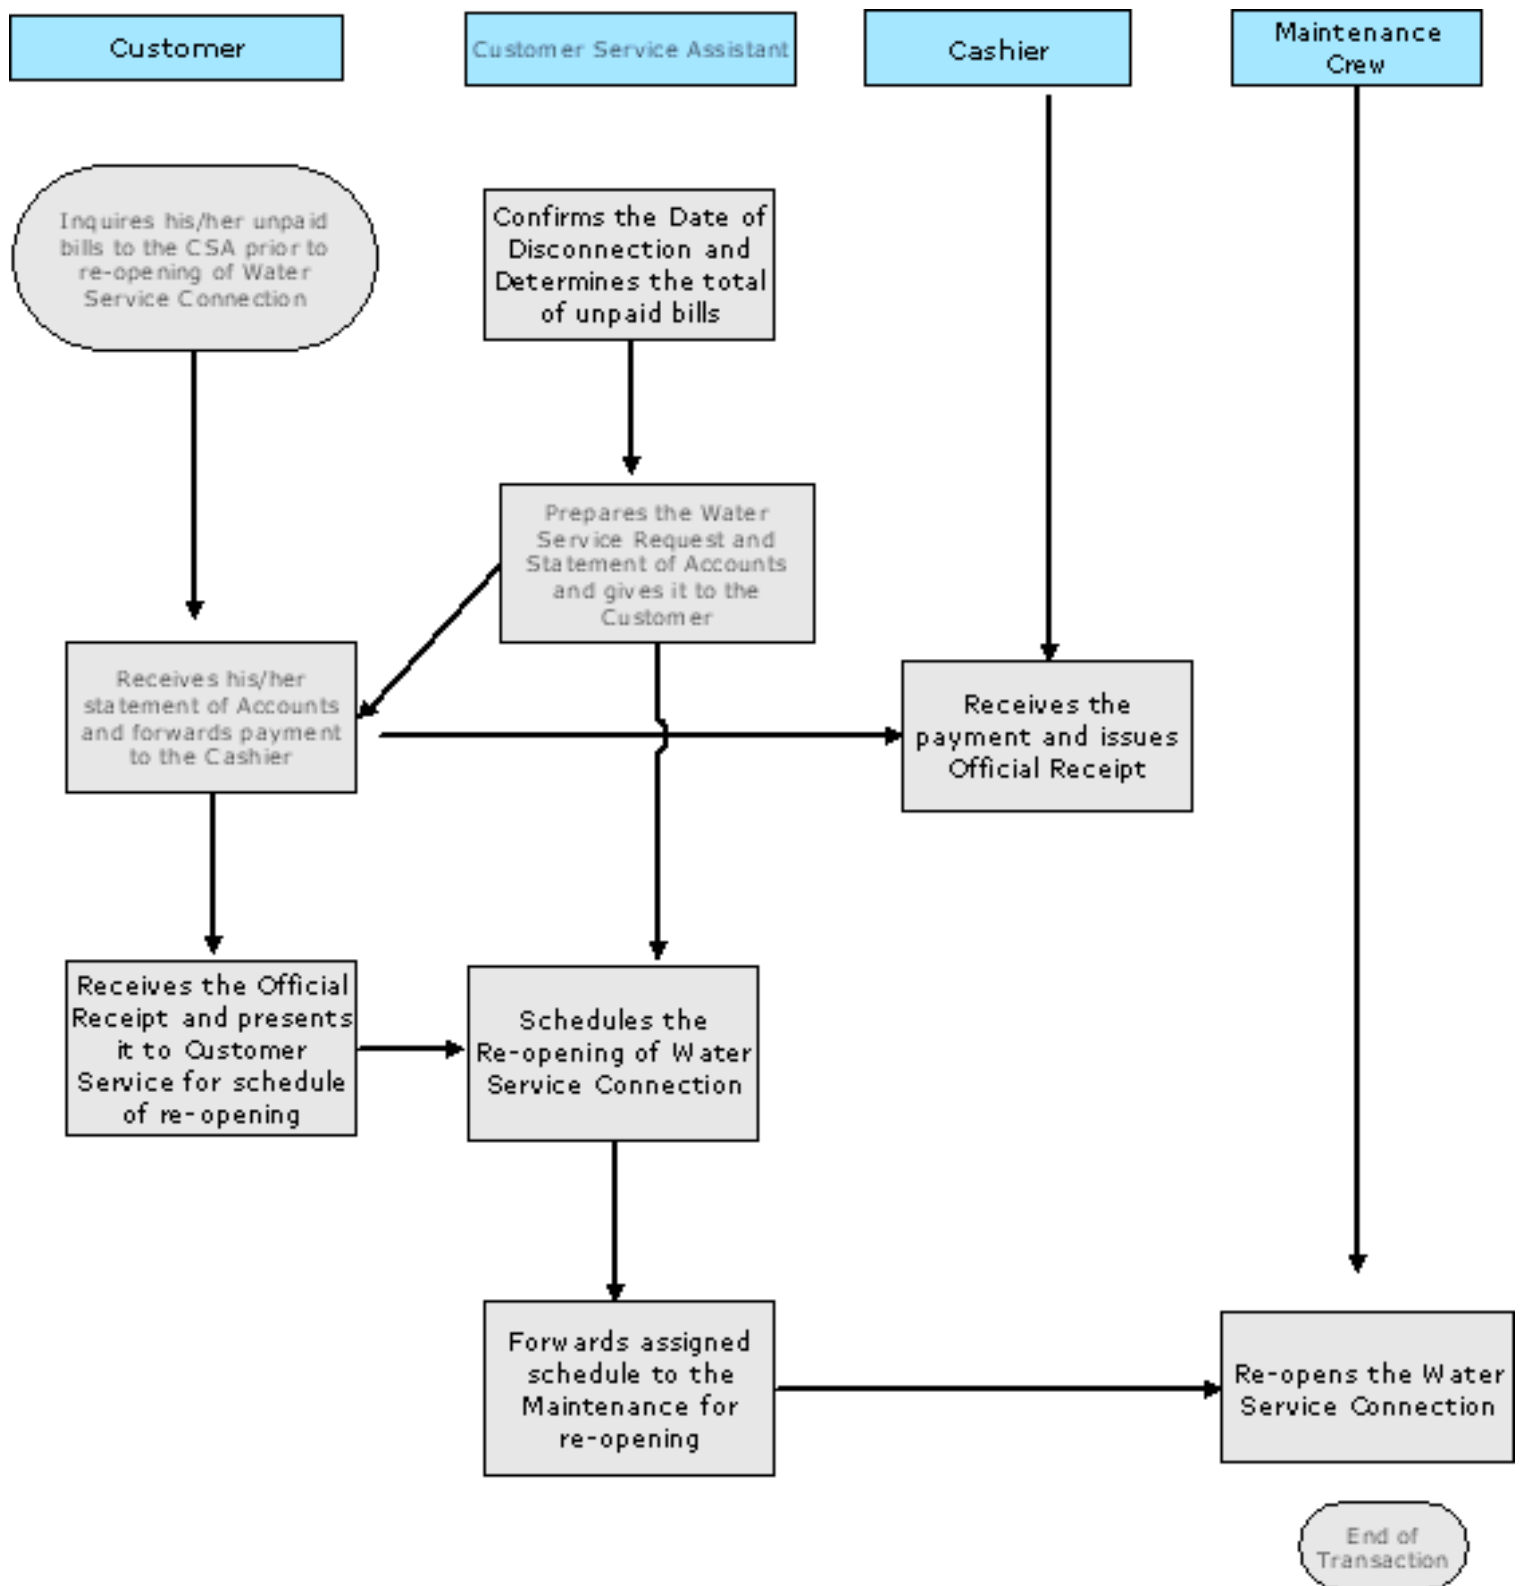 Customer
Customer Service Assistant
Cashier
Maintenance
Crew
Inquires his/her unpaid
bills to the CSA prior to
re-opening of Water
Service Connection
Confirms the Date of
Disconnection and
Determines the total
of unpaid bills
Prepares the Water
Service Request and
Statement of Accounts
and gives it to the
Customer
Receives his/her
statement of Accounts
and forwards payment
to the Cashier
Receives the
payment and issues
Official Receipt
Receives the Official
Receipt and presents
it to Customer
Service for schedule
of re-opening
Schedules the
Re-opening of Water
Service Connection
Forwards assigned
schedule to the
Maintenance for
re-opening
Re-opens the Water
Service Connection
End of
Transaction